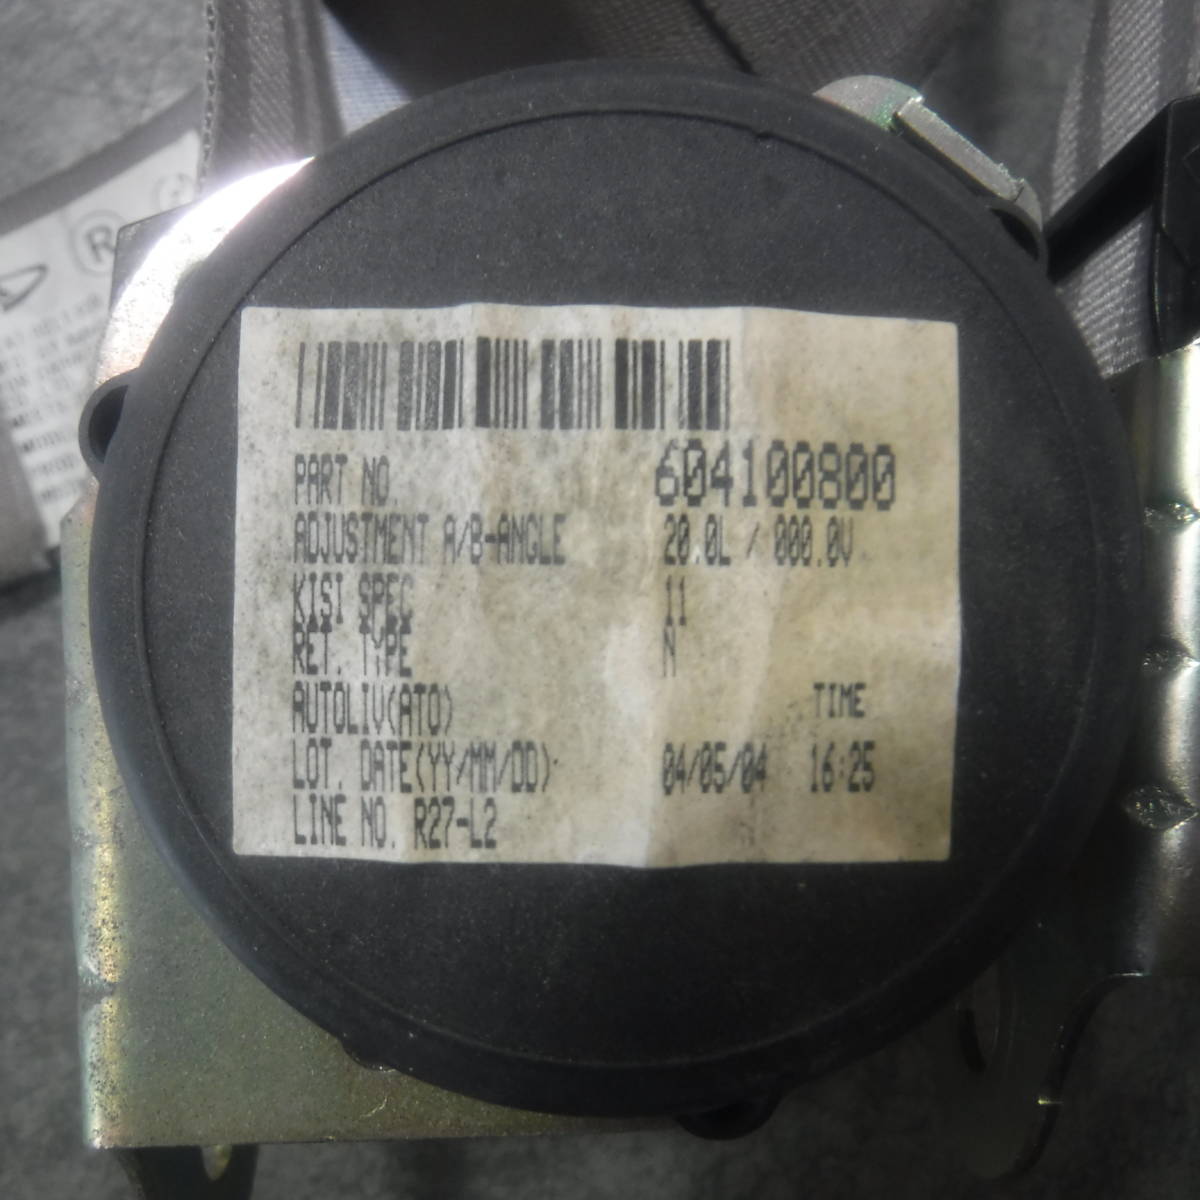 PART NO. 604100800
ADJUSTMENT A/B-ANGLE 20.0L / 000.0V
KISI SPEC 11
RET. TYPE N
AUTOLIV(ATO) TIME
LOT. DATE(YY/MM/DD) 04/05/04 16:25
LINE NO. R27-L2
R